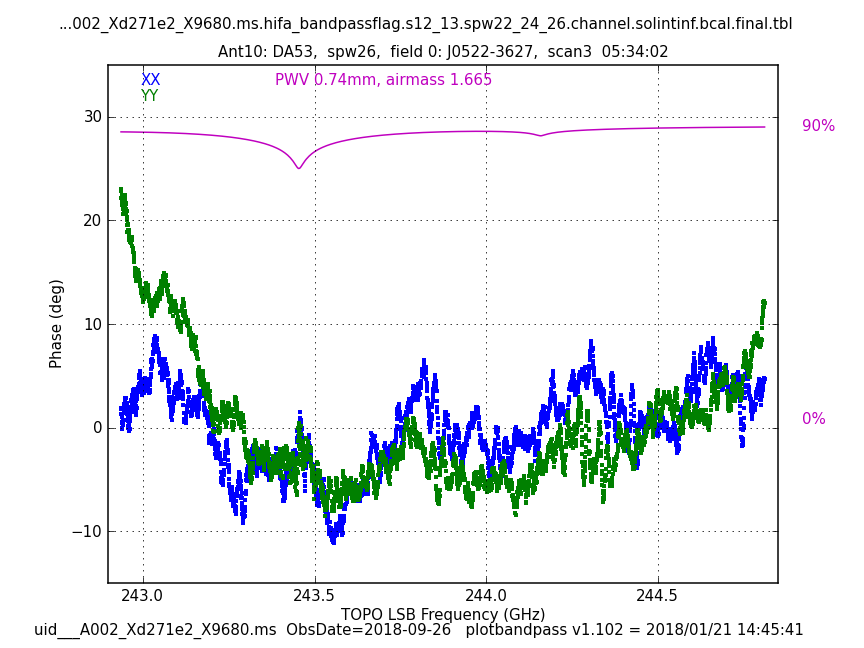 ...002_Xd271e2_X9680.ms.hifa_bandpassflag.s12_13.spw22_24_26.channel.solintinf.bcal.final.tbl
Ant10: DA53,  spw26,  field 0: J0522-3627,  scan3  05:34:02
XX
YY
PWV 0.74mm, airmass 1.665
90%
0%
30
20
10
0
−10
Phase (deg)
243.0
243.5
244.0
244.5
TOPO LSB Frequency (GHz)
uid___A002_Xd271e2_X9680.ms  ObsDate=2018-09-26   plotbandpass v1.102 = 2018/01/21 14:45:41